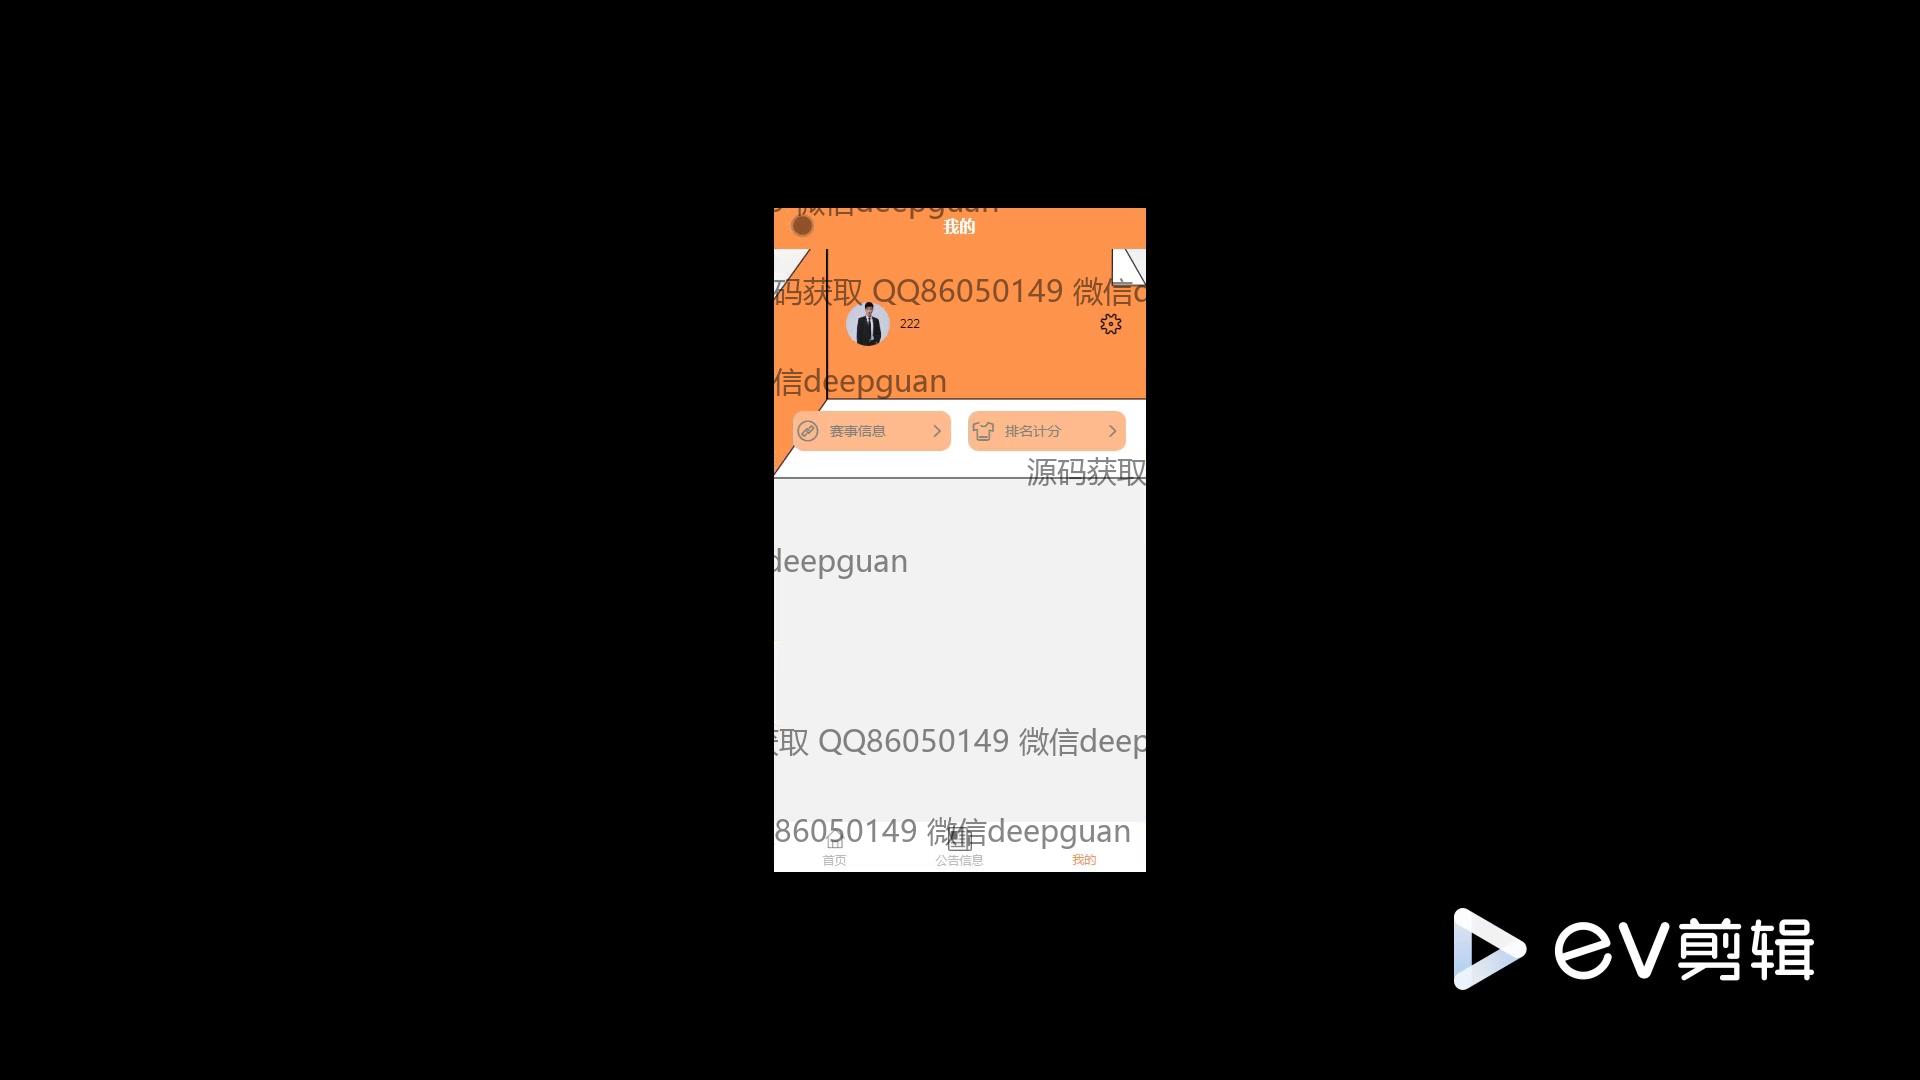 微信deepguan
我的
码获取 QQ86050149 微信d
222
信deepguan
赛事信息
排名计分
源码获取
deepguan
取 QQ86050149 微信deep
86050149 微信deepguan
首页
公告信息
我的
ev剪辑